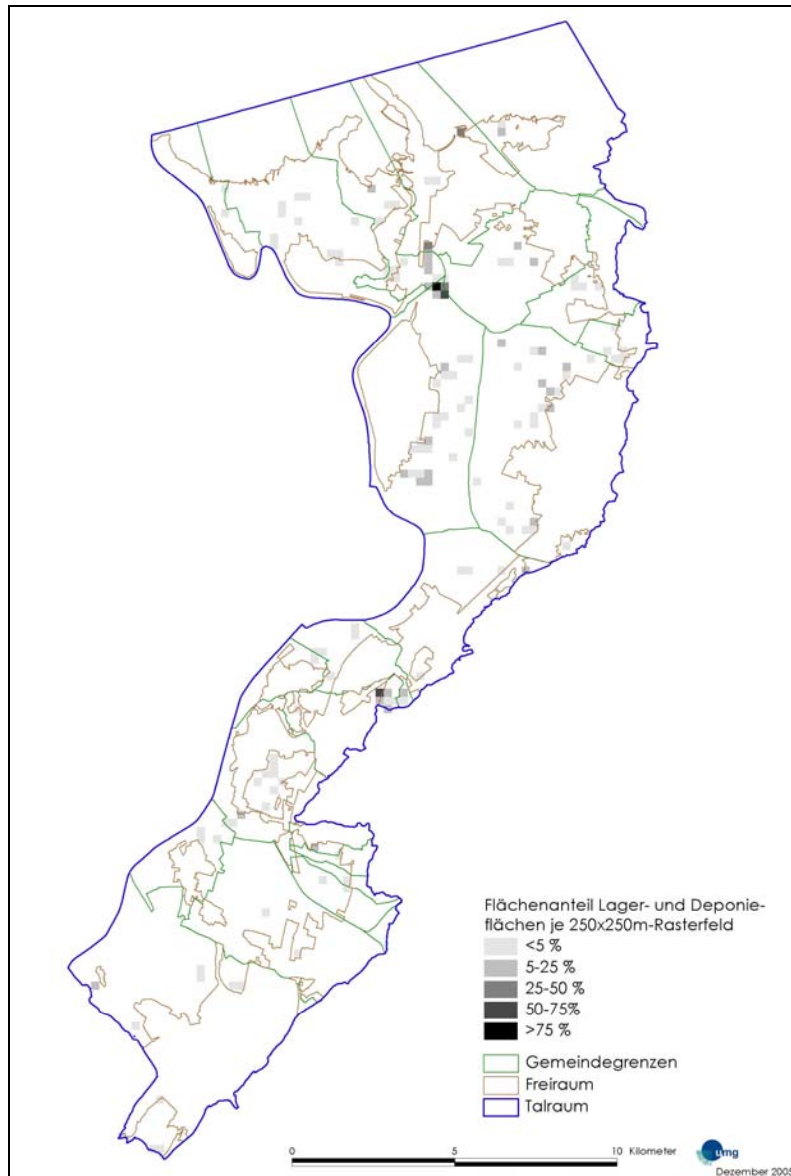 Flächenanteil Lager- und Deponie-
flächen je 250x250m-Rasterfeld
<5 %
5-25 %
25-50 %
50-75%
>75 %
Gemeindegrenzen
Freiraum
Talraum
0 5 10 Kilometer
umg
Dezember 2005